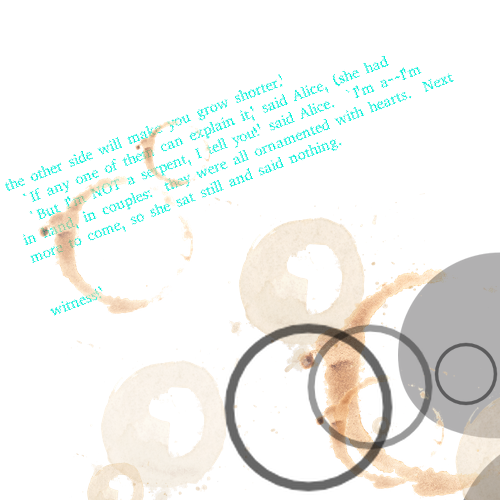 the other side will make you grow shorter.'
`If any one of them can explain it,' said Alice, (she had
`But I'm NOT a serpent, I tell you!' said Alice. `I'm a--I'm
in hand, in couples: they were all ornamented with hearts. Next
more to come, so she sat still and said nothing.
witness!'